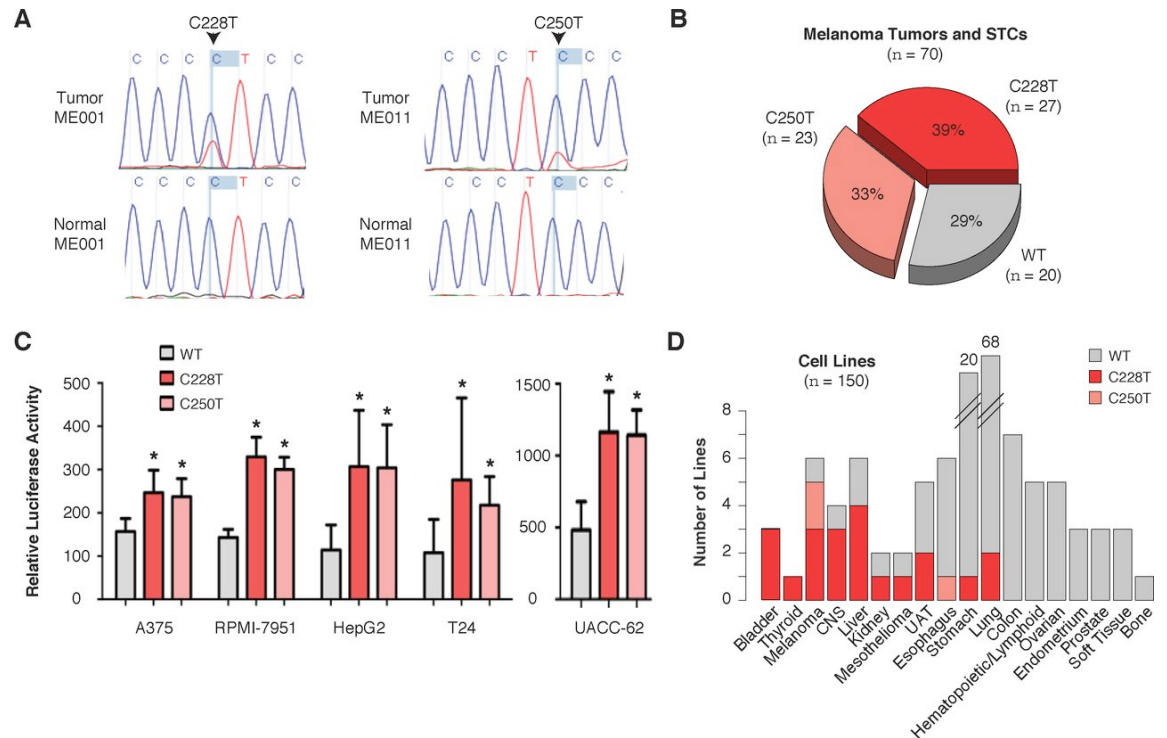 A
C228T
C C C C T C C
Tumor
ME001
C C C C T C C
Normal
ME001
C250T
C C C T C C C
Tumor
ME011
C C C T C C C
Normal
ME011
B
Melanoma Tumors and STCs
(n = 70)
C228T
(n = 27)
39%
C250T
(n = 23)
33%
29%
WT
(n = 20)
C
WT
C228T
C250T
Relative Luciferase Activity
500
400
300
200
100
0
* * * * * * * *
A375 RPMI-7951 HepG2 T24
1500
1000
500
0
* *
UACC-62
D
Cell Lines
(n = 150)
20
68
WT
C228T
C250T
Number of Lines
8
6
4
2
0
Bladder
Thyroid
Melanoma
CNS
Liver
Kidney
Mesothelioma
UAT
Esophagus
Stomach
Lung
Colon
Hematopoietic/Lymphoid
Ovarian
Endometrium
Prostate
Soft Tissue
Bone